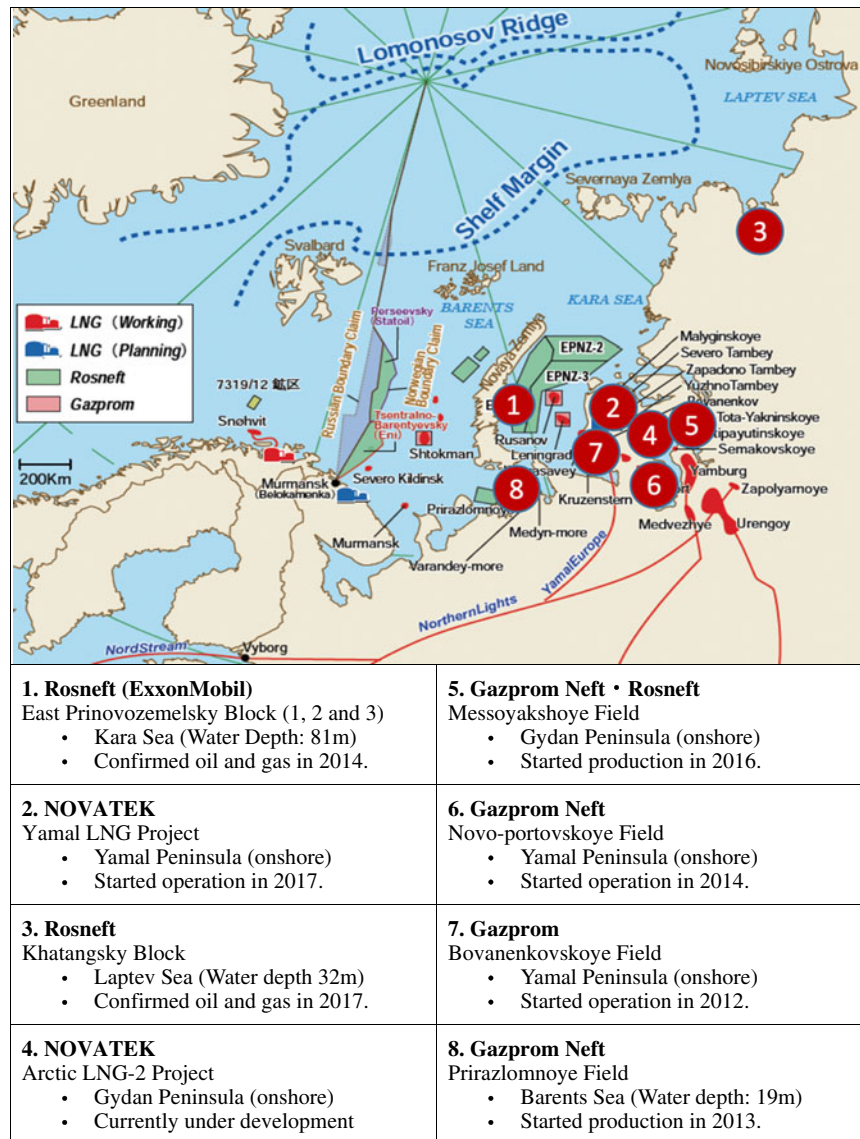 Lomonosov Ridge
Greenland
Novosibirskiye Ostrova
LAPTEV SEA
Shelf Margin
Severnaya Zemlya
3
Svalbard
Franz Josef Land
KARA SEA
BARENTS
SEA
LNG (Working)
LNG (Planning)
Rosneft
Gazprom
Perseevsky
(Statoil)
Russian Boundary Claim
Norwegian
Boundary Claim
Novaya Zemlya
EPNZ-2
EPNZ-3
Malyginskoye
Severo Tambey
Zapadono Tambey
YuzhnoTambey
7319/12 鉱区
Snøhvit
Tsentralno-
Barentyevsky
(Eni)
1
2
4
5
Tota-Yakninskoye
Semakovskoye
Rusanov
Leningrad
Shtokman
7
200Km
Murmansk
(Belokamenka)
Severo Kildinsk
8
6
Yamburg
Kruzenstern
Zapolyarnoye
Murmansk
Medyn-more
Medvezhye
Urengoy
Varandey-more
YamalEurope
NorthernLights
NordStream
Vyborg
1. Rosneft (ExxonMobil)
East Prinovozemelsky Block (1, 2 and 3)
• Kara Sea (Water Depth: 81m)
• Confirmed oil and gas in 2014.
5. Gazprom Neft・Rosneft
Messoyakshoye Field
• Gydan Peninsula (onshore)
• Started production in 2016.
2. NOVATEK
Yamal LNG Project
• Yamal Peninsula (onshore)
• Started operation in 2017.
6. Gazprom Neft
Novo-portovskoye Field
• Yamal Peninsula (onshore)
• Started operation in 2014.
3. Rosneft
Khatangsky Block
• Laptev Sea (Water depth 32m)
• Confirmed oil and gas in 2017.
7. Gazprom
Bovanenkovskoye Field
• Yamal Peninsula (onshore)
• Started operation in 2012.
4. NOVATEK
Arctic LNG-2 Project
• Gydan Peninsula (onshore)
• Currently under development
8. Gazprom Neft
Prirazlomnoye Field
• Barents Sea (Water depth: 19m)
• Started production in 2013.